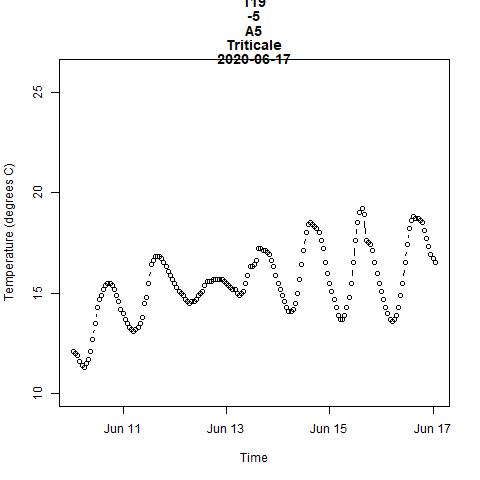 T19
-5
A5
Triticale
2020-06-17
25
20
15
10
Temperature (degrees C)
Jun 11 Jun 13 Jun 15 Jun 17
Time